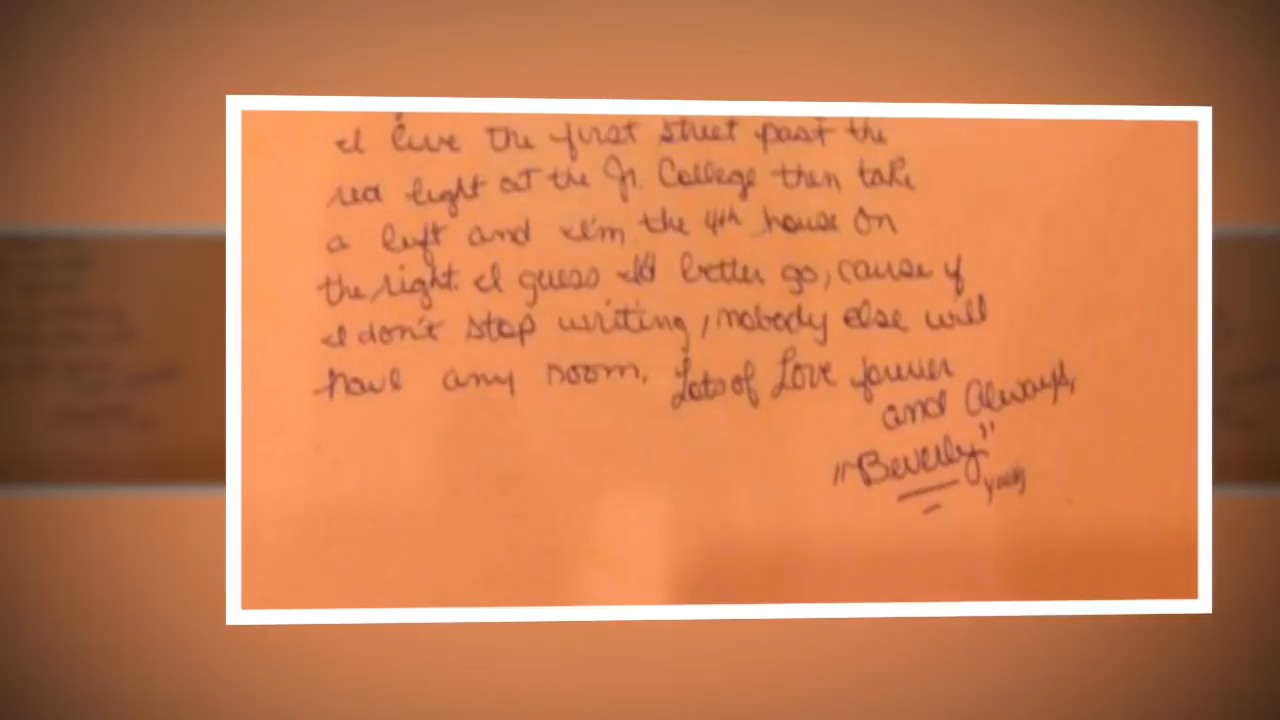 I live the first street past the
red light at the Jr. College then take
a left and I'm the 4th house on
the right. I guess I'd better go, cause if
I don't stop writing, nobody else will
have any room. Lots of Love forever
and Always,
"Beverly"